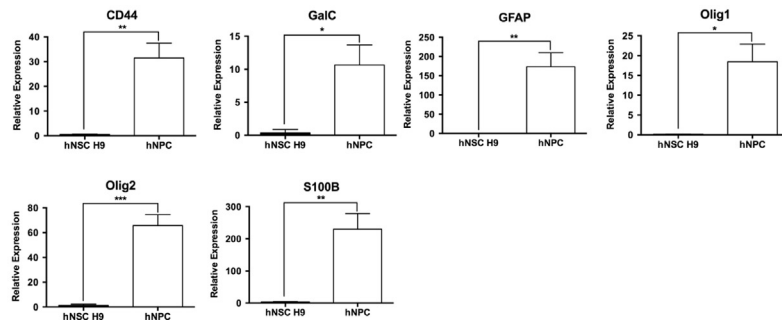 CD44
**
Relative Expression
40
30
20
10
0
hNSC H9 hNPC
GalC
*
Relative Expression
15
10
5
0
hNSC H9 hNPC
GFAP
**
Relative Expression
250
200
150
100
50
0
hNSC H9 hNPC
Olig1
*
Relative Expression
25
20
15
10
5
0
hNSC H9 hNPC
Olig2
***
Relative Expression
80
60
40
20
0
hNSC H9 hNPC
S100B
**
Relative Expression
300
200
100
0
hNSC H9 hNPC